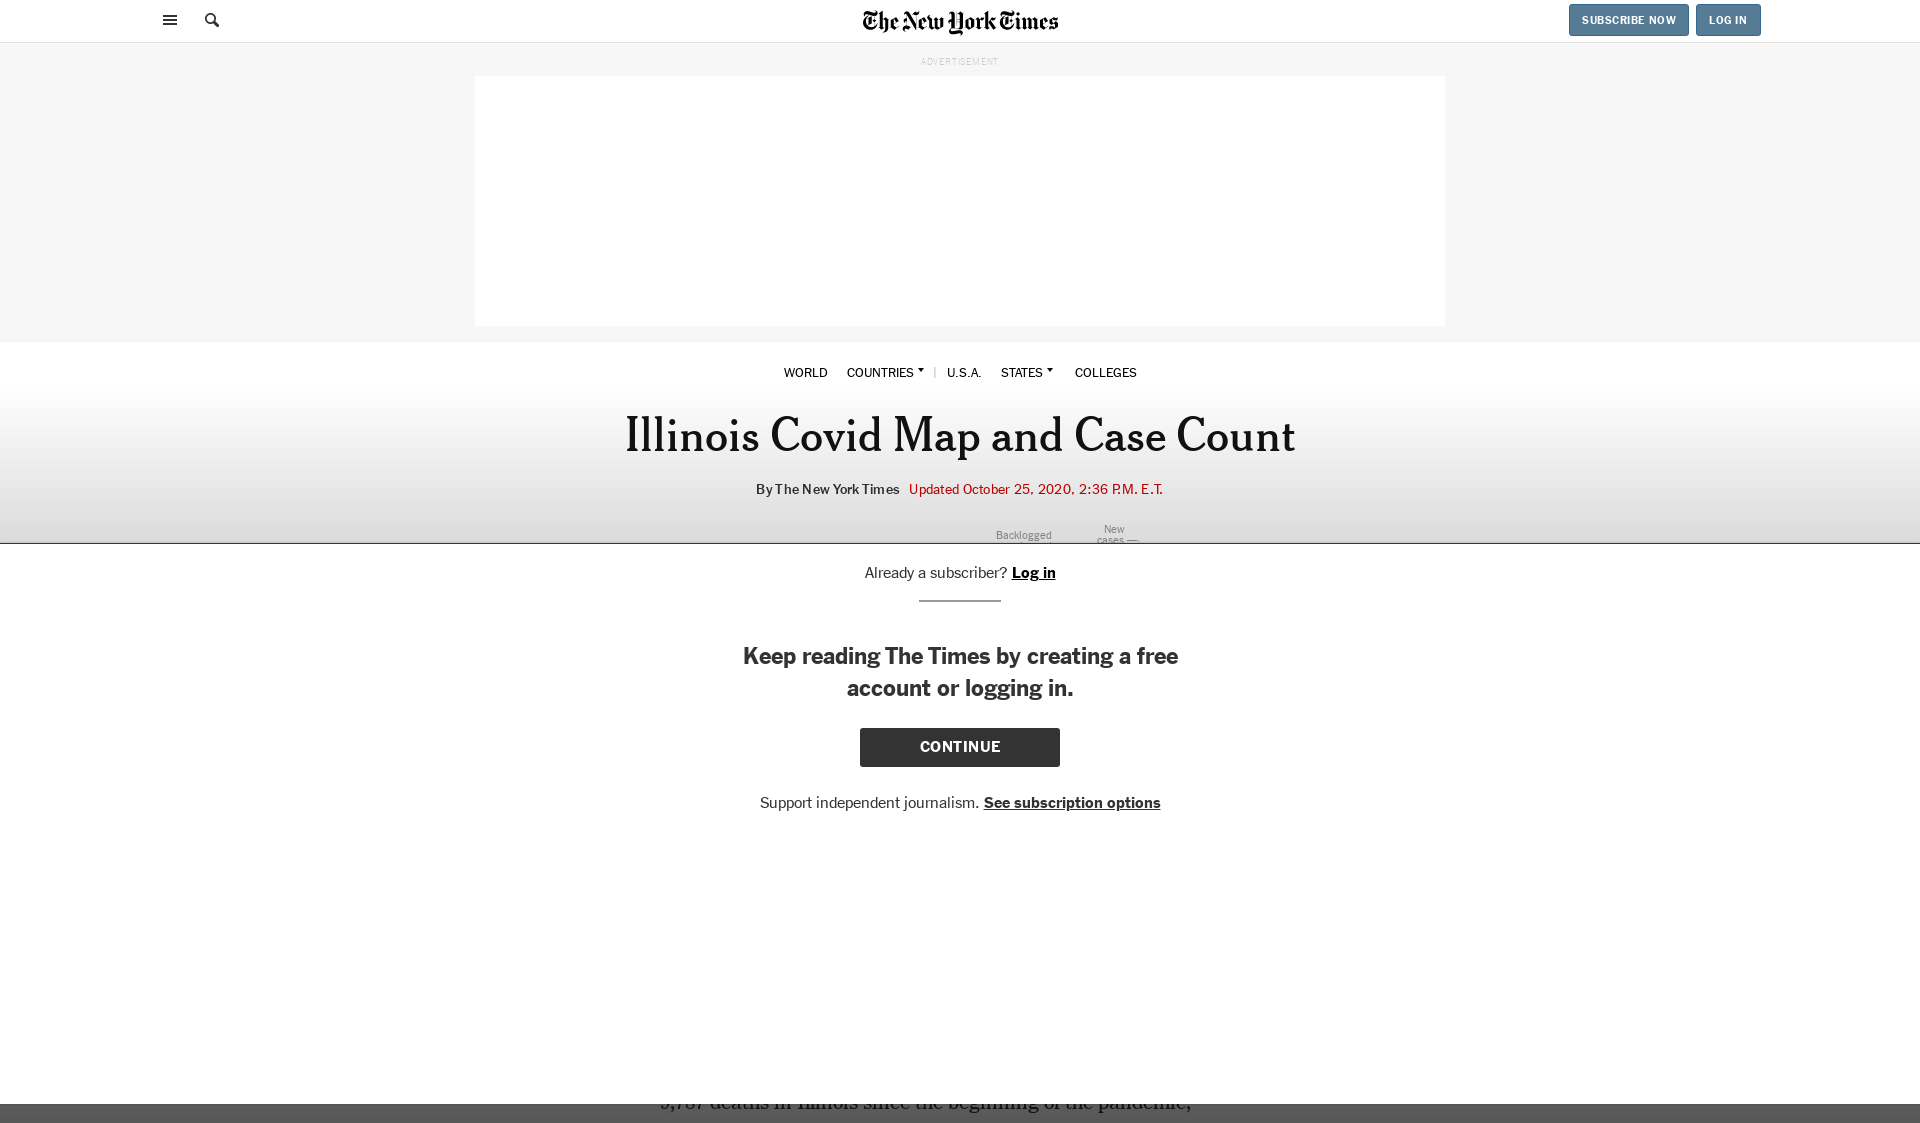 The New York Times
SUBSCRIBE NOW
LOG IN
ADVERTISEMENT
WORLD COUNTRIES | U.S.A. STATES COLLEGES
Illinois Covid Map and Case Count
By The New York Times Updated October 25, 2020, 2:36 P.M. E.T.
Backlogged
New
cases —
Already a subscriber? Log in
Keep reading The Times by creating a free
account or logging in.
CONTINUE
Support independent journalism. See subscription options
deaths in Illinois since the beginning of the pandemic,